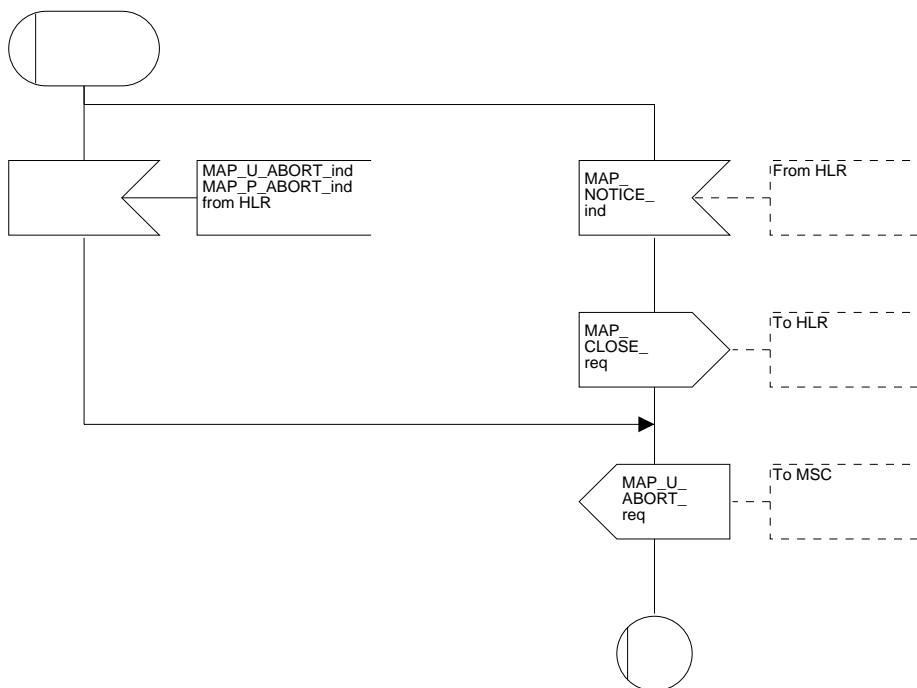 MAP_U_ABORT_ind
MAP_P_ABORT_ind
from HLR
MAP_
NOTICE_
ind
From HLR
MAP_
CLOSE_
req
To HLR
MAP_U_
ABORT_
req
To MSC